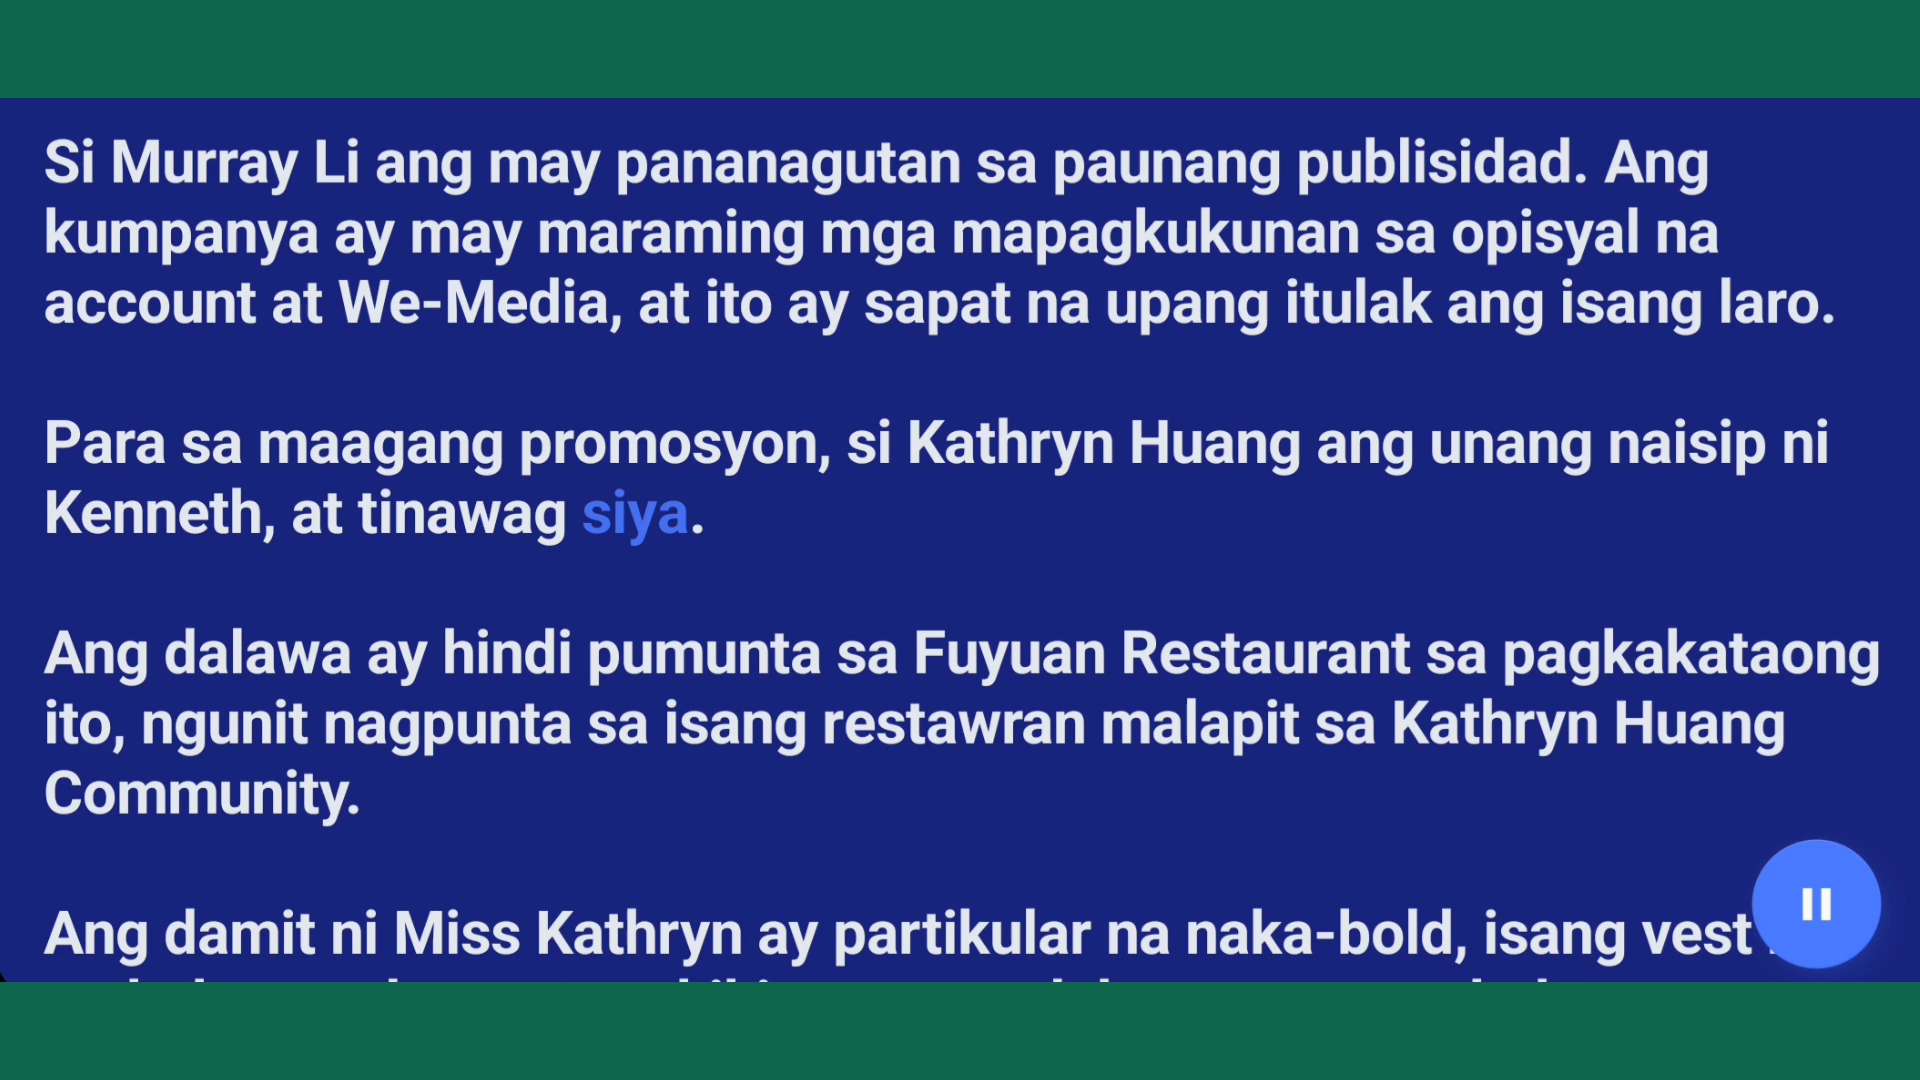 Si Murray Li ang may pananagutan sa paunang publisidad. Ang
kumpanya ay may maraming mga mapagkukunan sa opisyal na
account at We-Media, at ito ay sapat na upang itulak ang isang laro.
Para sa maagang promosyon, si Kathryn Huang ang unang naisip ni
Kenneth, at tinawag siya.
Ang dalawa ay hindi pumunta sa Fuyuan Restaurant sa pagkakataong
ito, ngunit nagpunta sa isang restawran malapit sa Kathryn Huang
Community.
Ang damit ni Miss Kathryn ay partikular na naka-bold, isang vest